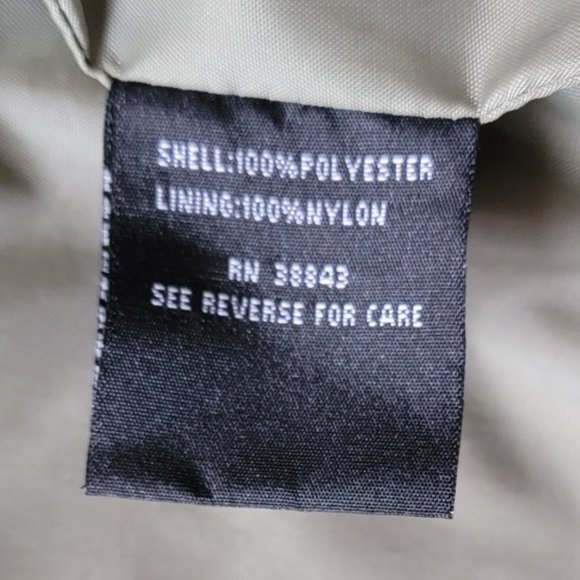 SHELL:100%POLYESTER
LINING:100%NYLON
RN 38843
SEE REVERSE FOR CARE